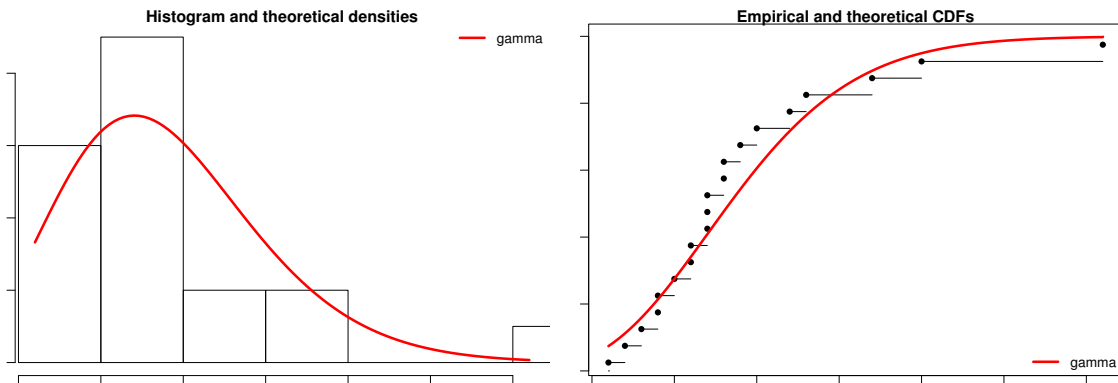 Histogram and theoretical densities
gamma
Empirical and theoretical CDFs
gamma